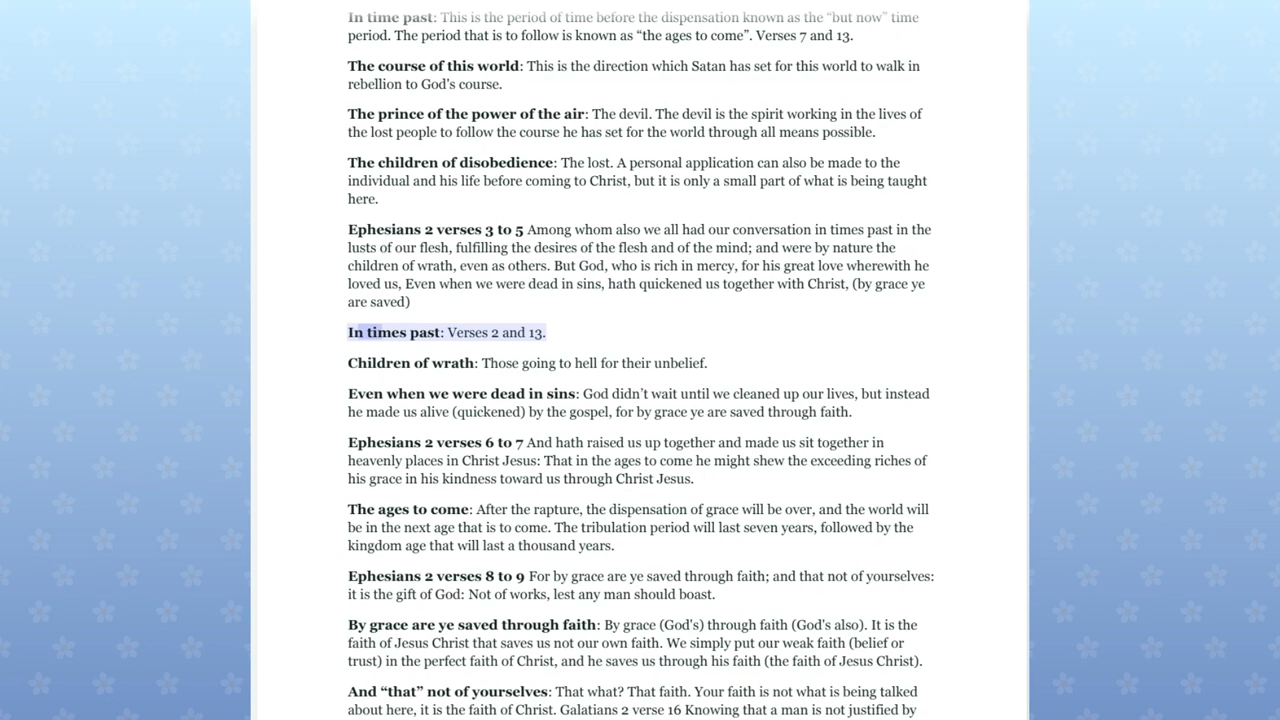 In time past: This is the period of time before the dispensation known as the “but now” time
period. The period that is to follow is known as “the ages to come”. Verses 7 and 13.
The course of this world: This is the direction which Satan has set for this world to walk in
rebellion to God's course.
The prince of the power of the air: The devil. The devil is the spirit working in the lives of
the lost people to follow the course he has set for the world through all means possible.
The children of disobedience: The lost. A personal application can also be made to the
individual and his life before coming to Christ, but it is only a small part of what is being taught
here.
Ephesians 2 verses 3 to 5 Among whom also we all had our conversation in times past in the
lusts of our flesh, fulfilling the desires of the flesh and of the mind; and were by nature the
children of wrath, even as others. But God, who is rich in mercy, for his great love wherewith he
loved us, Even when we were dead in sins, hath quickened us together with Christ, (by grace ye
are saved)
In times past: Verses 2 and 13.
Children of wrath: Those going to hell for their unbelief.
Even when we were dead in sins: God didn’t wait until we cleaned up our lives, but instead
he made us alive (quickened) by the gospel, for by grace ye are saved through faith.
Ephesians 2 verses 6 to 7 And hath raised us up together and made us sit together in
heavenly places in Christ Jesus: That in the ages to come he might shew the exceeding riches of
his grace in his kindness toward us through Christ Jesus.
The ages to come: After the rapture, the dispensation of grace will be over, and the world will
be in the next age that is to come. The tribulation period will last seven years, followed by the
kingdom age that will last a thousand years.
Ephesians 2 verses 8 to 9 For by grace are ye saved through faith; and that not of yourselves:
it is the gift of God: Not of works, lest any man should boast.
By grace are ye saved through faith: By grace (God's) through faith (God's also). It is the
faith of Jesus Christ that saves us not our own faith. We simply put our weak faith (belief or
trust) in the perfect faith of Christ, and he saves us through his faith (the faith of Jesus Christ).
And “that” not of yourselves: That what? That faith. Your faith is not what is being talked
about here, it is the faith of Christ. Galatians 2 verse 16 Knowing that a man is not justified by